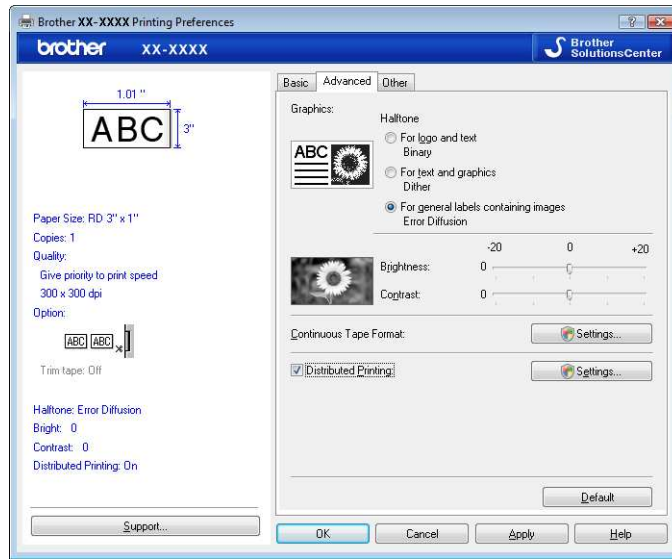 Brother XX-XXXX Printing Preferences
brother XX-XXXX
Brother SolutionsCenter
1.01 "
ABC
3"
Paper Size: RD 3" x 1"
Copies: 1
Quality:
Give priority to print speed
300 x 300 dpi
Option:
ABC ABC
Trim tape: Off
Halftone: Error Diffusion
Bright: 0
Contrast: 0
Distributed Printing: On
Support...
Basic Advanced Other
Graphics:
Halftone
ABC
For logo and text
Binary
For text and graphics
Dither
For general labels containing images
Error Diffusion
-20 0 +20
Brightness: 0
Contrast: 0
Continuous Tape Format: Settings...
Distributed Printing: Settings...
Default
OK Cancel Apply Help